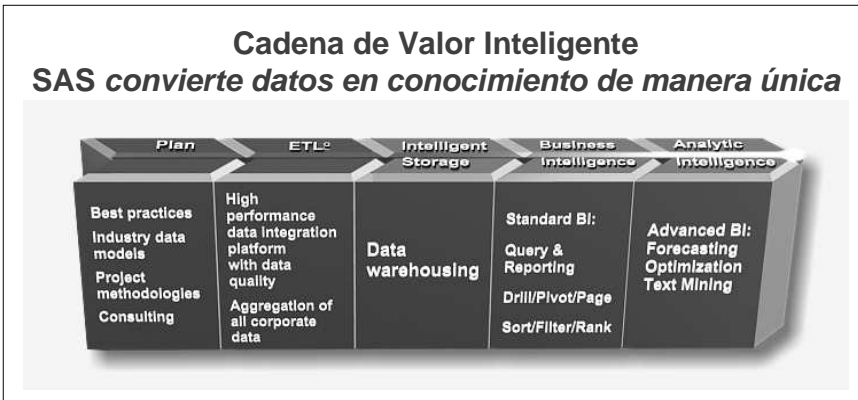 Cadena de Valor Inteligente
SAS convierte datos en conocimiento de manera única
Plan
ETLQ
Intelligent
Storage
Business
Intelligence
Analytic
Intelligence
Best practices
Industry data
models
Project
methodologies
Consulting
High
performance
data integration
platform
with data
quality
Aggregation of
all corporate
data
Data
warehousing
Standard BI:
Query &
Reporting
Drill/Pivot/Page
Sort/Filter/Rank
Advanced BI:
Forecasting
Optimization
Text Mining